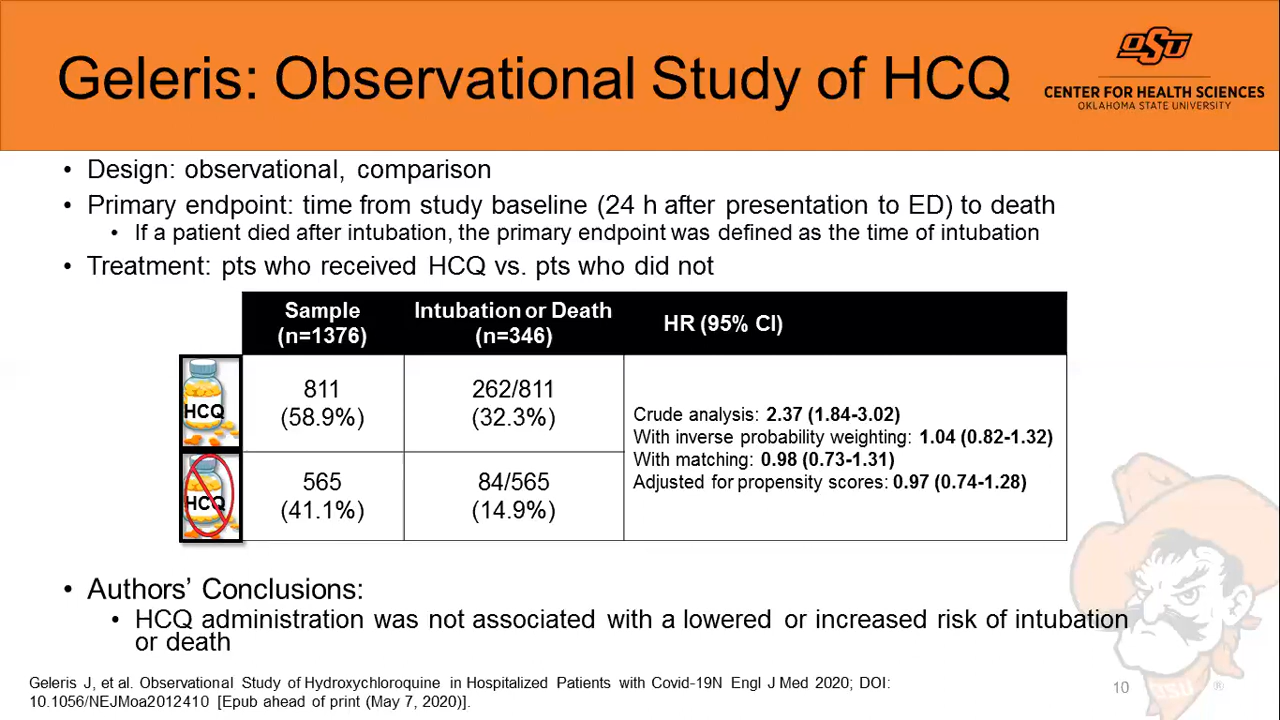 Geleris: Observational Study of HCQ
OSU
CENTER FOR HEALTH SCIENCES
OKLAHOMA STATE UNIVERSITY
• Design: observational, comparison
• Primary endpoint: time from study baseline (24 h after presentation to ED) to death
• If a patient died after intubation, the primary endpoint was defined as the time of intubation
• Treatment: pts who received HCQ vs. pts who did not
Sample
(n=1376)
Intubation or Death
(n=346)
HR (95% CI)
HCQ
811
(58.9%)
262/811
(32.3%)
HCQ
565
(41.1%)
84/565
(14.9%)
Crude analysis: 2.37 (1.84-3.02)
With inverse probability weighting: 1.04 (0.82-1.32)
With matching: 0.98 (0.73-1.31)
Adjusted for propensity scores: 0.97 (0.74-1.28)
• Authors’ Conclusions:
• HCQ administration was not associated with a lowered or increased risk of intubation
or death
Geleris J, et al. Observational Study of Hydroxychloroquine in Hospitalized Patients with Covid-19N Engl J Med 2020; DOI:
10.1056/NEJMoa2012410 [Epub ahead of print (May 7, 2020)].
10
OSU
®